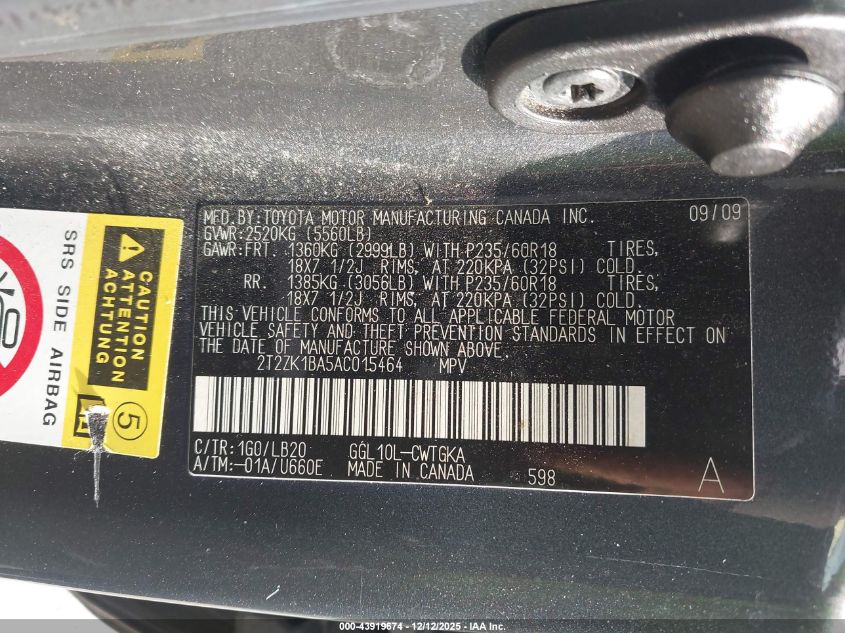 MFD.BY:TOYOTA MOTOR MANUFACTURING CANADA INC. 09/09
GVWR:2520KG (5560LB)
GAWR:FRT. 1360KG (2999LB) WITH P235/60R18 TIRES,
18X7 1/2J RIMS, AT 220KPA (32PSI) COLD.
RR. 1385KG (3056LB) WITH P235/60R18 TIRES,
18X7 1/2J RIMS, AT 220KPA (32PSI) COLD.
THIS VEHICLE CONFORMS TO ALL APPLICABLE FEDERAL MOTOR
VEHICLE SAFETY AND THEFT PREVENTION STANDARDS IN EFFECT ON
THE DATE OF MANUFACTURE SHOWN ABOVE.
2T2ZK1BA5AC015464 MPV
C/TR:1G0/LB20 GGL10L-CWTGKA
A/TM:-01A/U660E MADE IN CANADA 598 A
SRS SIDE AIRBAG
CAUTION
ATTENTION
ACHTUNG
5
000-43919674 / 12/12/2025 - IAA Inc.